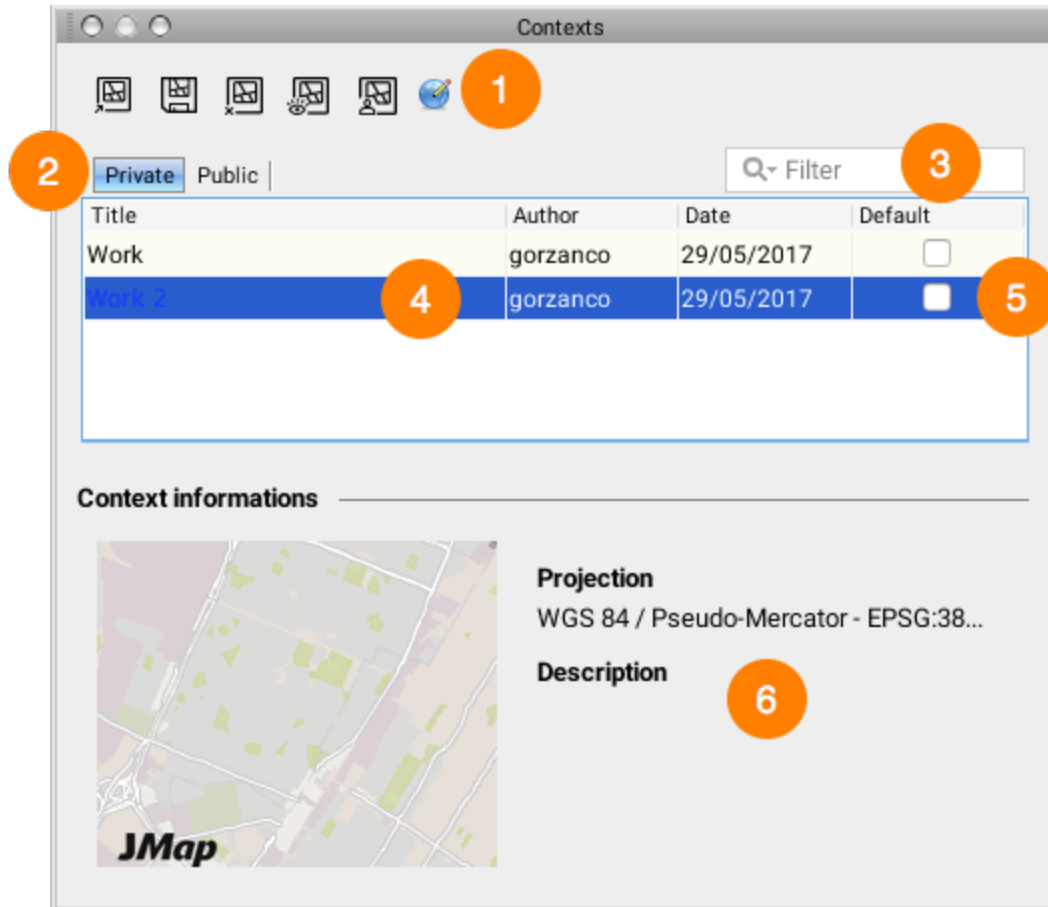 Contexts
1
2
Private Public
Filter
3
Title Author Date Default
Work gorzanco 29/05/2017
Work 2 gorzanco 29/05/2017
4
5
Context informations
Projection
WGS 84 / Pseudo-Mercator - EPSG:38...
Description
6
JMap